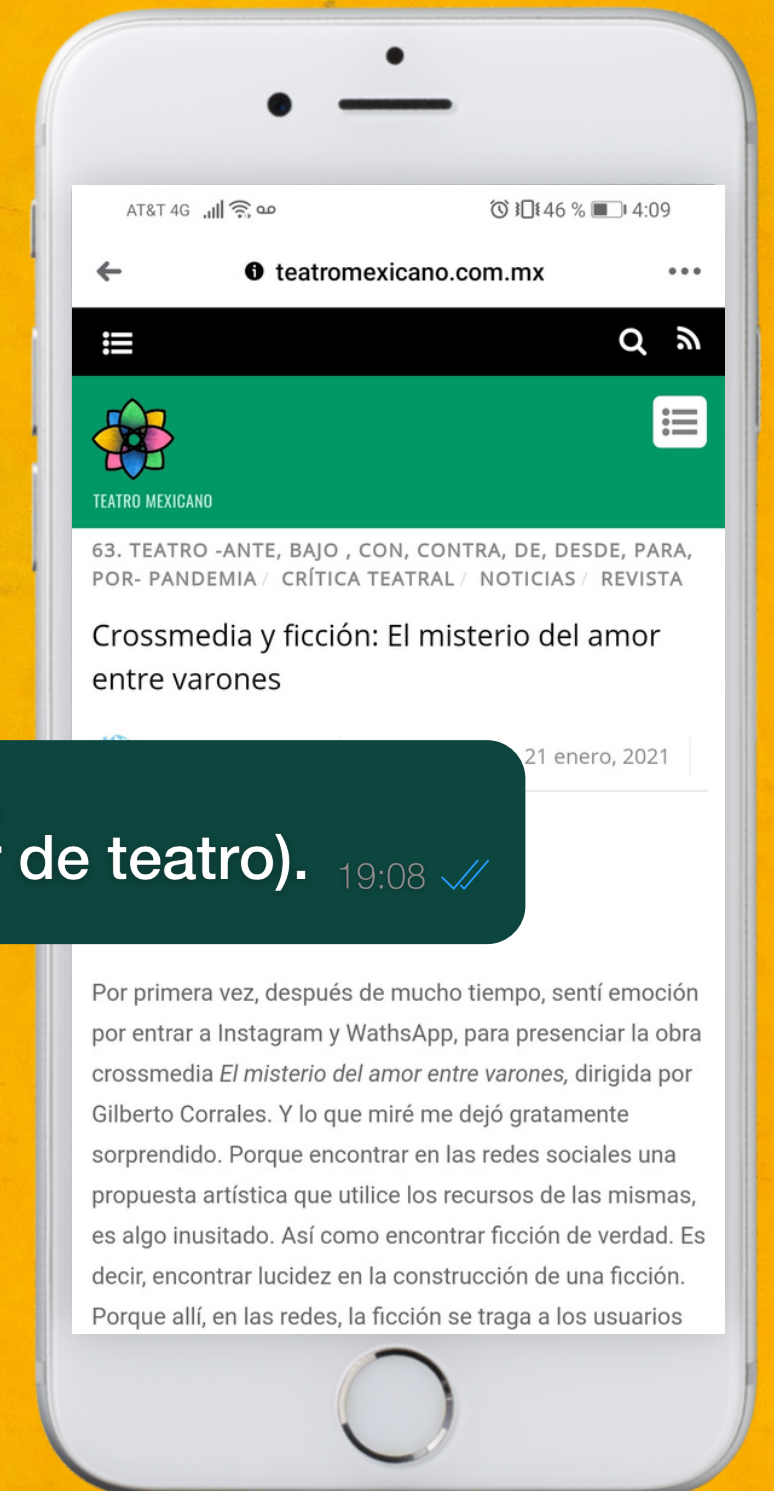 AT&T 4G 46 % 4:09
teatromexicano.com.mx
TEATRO MEXICANO
63. TEATRO -ANTE, BAJO , CON, CONTRA, DE, DESDE, PARA,
POR- PANDEMIA / CRÍTICA TEATRAL / NOTICIAS / REVISTA
Crossmedia y ficción: El misterio del amor
entre varones
21 enero, 2021
de teatro). 19:08
Por primera vez, después de mucho tiempo, sentí emoción
por entrar a Instagram y WathsApp, para presenciar la obra
crossmedia El misterio del amor entre varones, dirigida por
Gilberto Corrales. Y lo que miré me dejó gratamente
sorprendido. Porque encontrar en las redes sociales una
propuesta artística que utilice los recursos de las mismas,
es algo inusitado. Así como encontrar ficción de verdad. Es
decir, encontrar lucidez en la construcción de una ficción.
Porque allí, en las redes, la ficción se traga a los usuarios